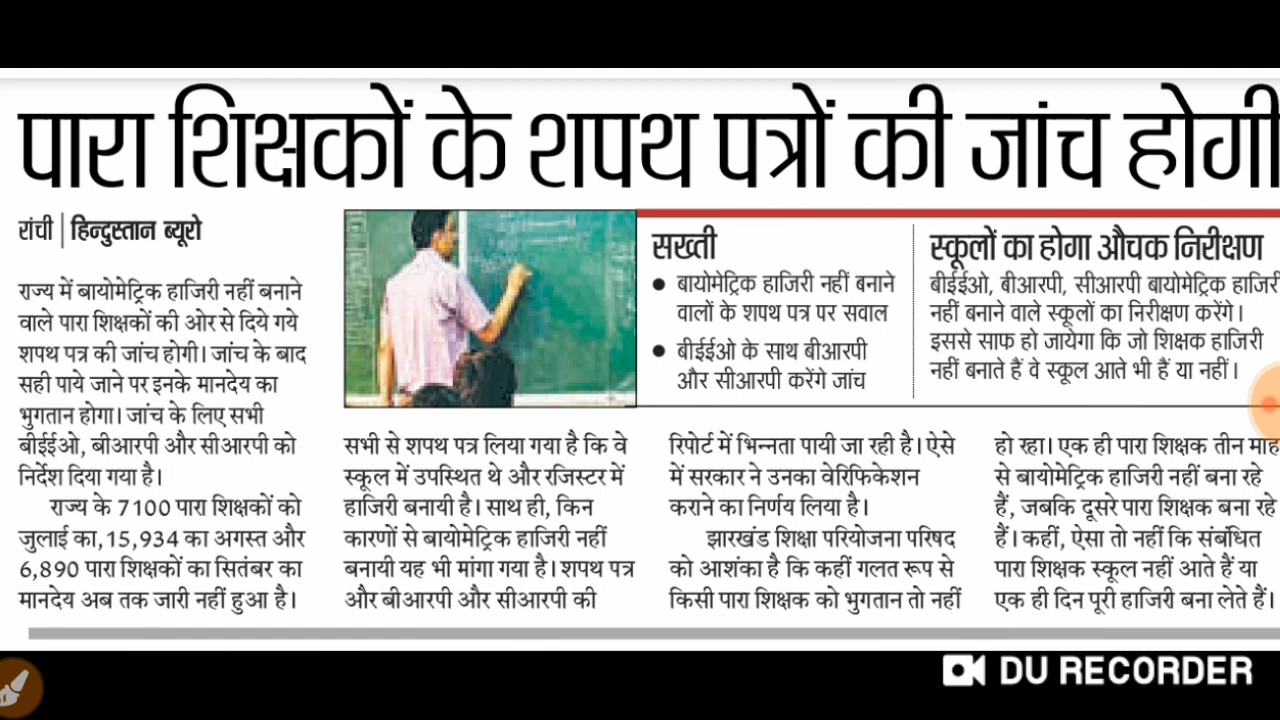 पारा शिक्षकों के शपथ पत्रों की जांच होगी
रांची | हिन्दुस्तान ब्यूरो
राज्य में बायोमेट्रिक हाजिरी नहीं बनाने
वाले पारा शिक्षकों की ओर से दिये गये
शपथ पत्र की जांच होगी। जांच के बाद
सही पाये जाने पर इनके मानदेय का
भुगतान होगा। जांच के लिए सभी
बीईईओ, बीआरपी और सीआरपी को
निर्देश दिया गया है।
राज्य के 7100 पारा शिक्षकों को
जुलाई का, 15,934 का अगस्त और
6,890 पारा शिक्षकों का सितंबर का
मानदेय अब तक जारी नहीं हुआ है।
सख्ती
● बायोमेट्रिक हाजिरी नहीं बनाने
वालों के शपथ पत्र पर सवाल
● बीईईओ के साथ बीआरपी
और सीआरपी करेंगे जांच
स्कूलों का होगा औचक निरीक्षण
बीईईओ, बीआरपी, सीआरपी बायोमेट्रिक हाजिरी
नहीं बनाने वाले स्कूलों का निरीक्षण करेंगे।
इससे साफ हो जायेगा कि जो शिक्षक हाजिरी
नहीं बनाते हैं वे स्कूल आते भी हैं या नहीं।
सभी से शपथ पत्र लिया गया है कि वे
स्कूल में उपस्थित थे और रजिस्टर में
हाजिरी बनायी है। साथ ही, किन
कारणों से बायोमेट्रिक हाजिरी नहीं
बनायी यह भी मांगा गया है। शपथ पत्र
और बीआरपी और सीआरपी की
रिपोर्ट में भिन्नता पायी जा रही है। ऐसे
में सरकार ने उनका वेरिफिकेशन
कराने का निर्णय लिया है।
झारखंड शिक्षा परियोजना परिषद
को आशंका है कि कहीं गलत रूप से
किसी पारा शिक्षक को भुगतान तो नहीं
हो रहा। एक ही पारा शिक्षक तीन माह
से बायोमेट्रिक हाजिरी नहीं बना रहे
हैं, जबकि दूसरे पारा शिक्षक बना रहे
हैं। कहीं, ऐसा तो नहीं कि संबंधित
पारा शिक्षक स्कूल नहीं आते हैं या
एक ही दिन पूरी हाजिरी बना लेते हैं।
DU RECORDER